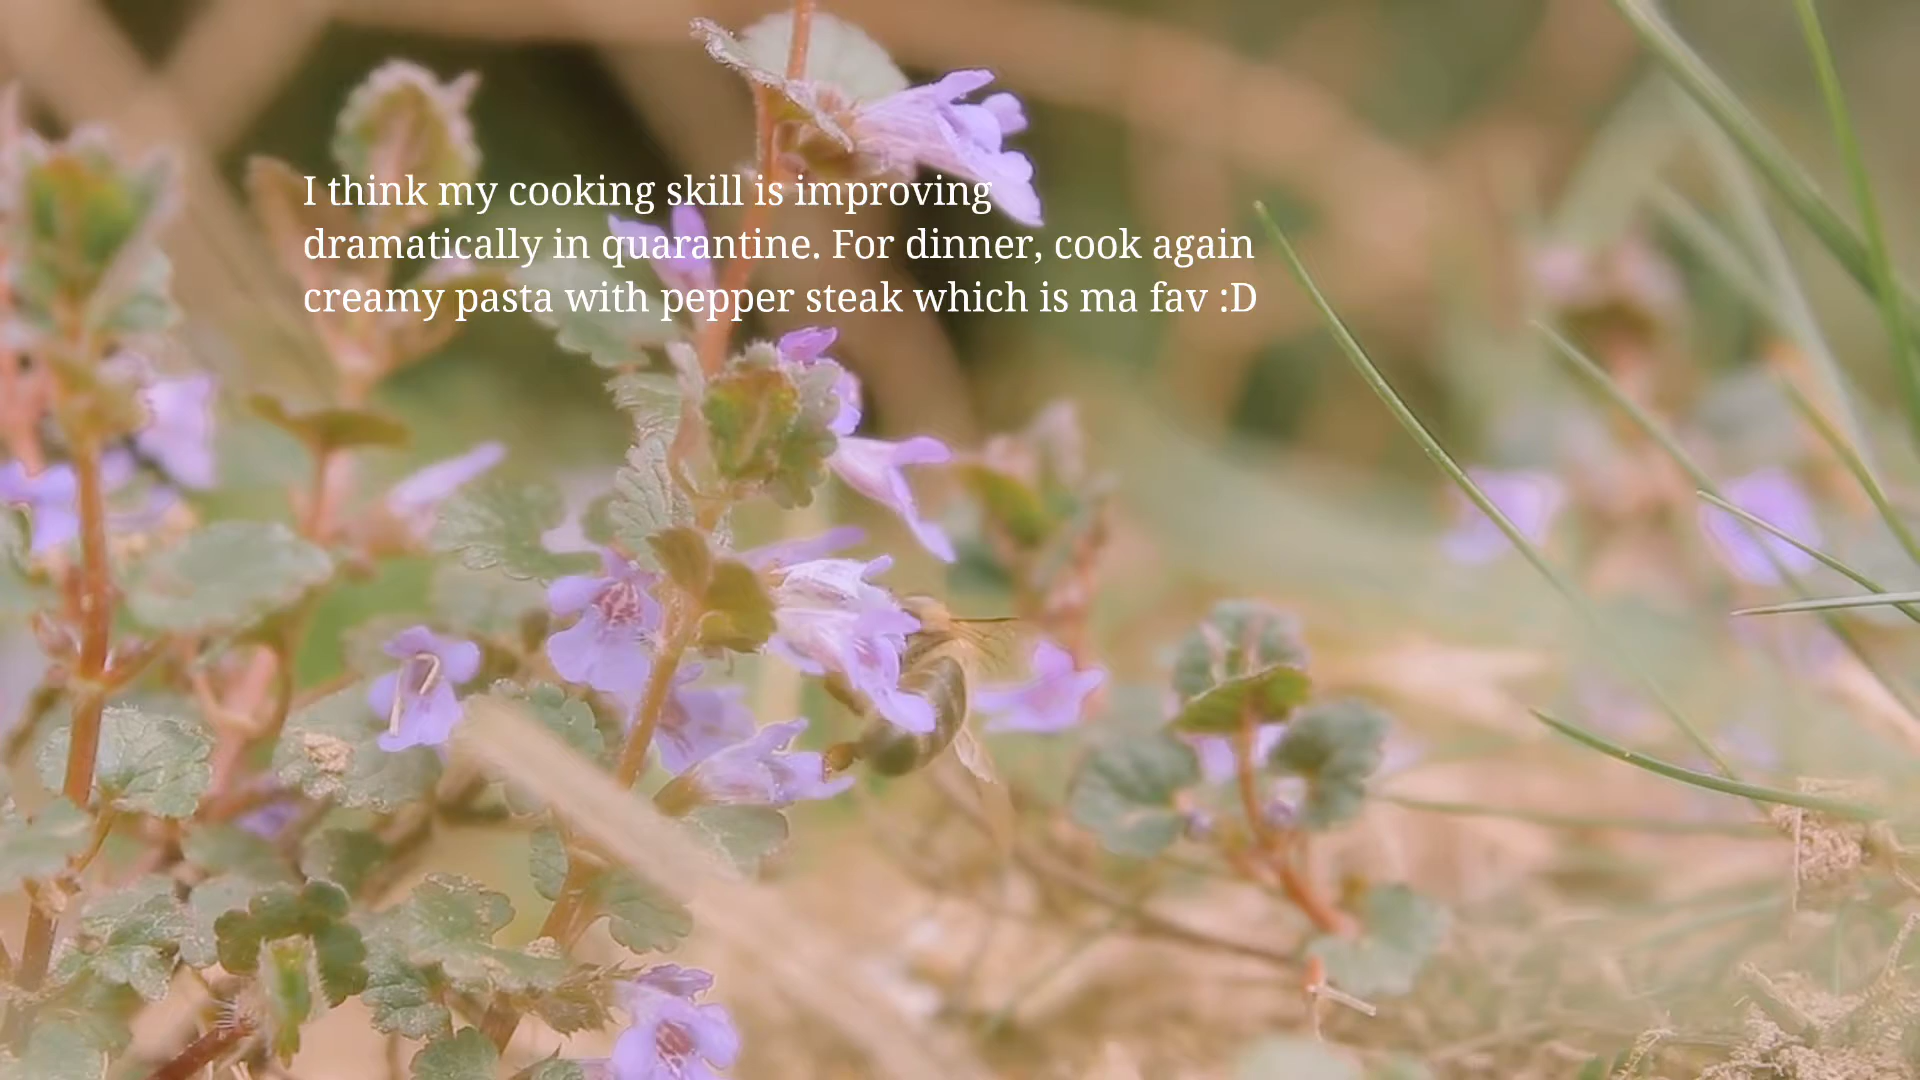 I think my cooking skill is improving
dramatically in quarantine. For dinner, cook again
creamy pasta with pepper steak which is ma fav :D